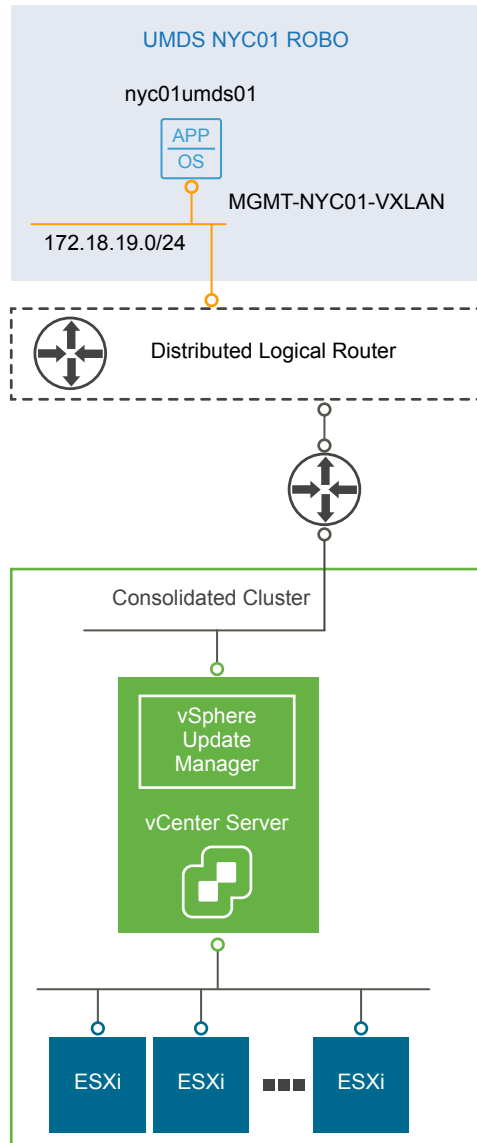 UMDS NYC01 ROBO
nyc01umds01
APP
OS
MGMT-NYC01-VXLAN
172.18.19.0/24
Distributed Logical Router
Consolidated Cluster
vSphere
Update
Manager
vCenter Server
ESXi
ESXi
ESXi